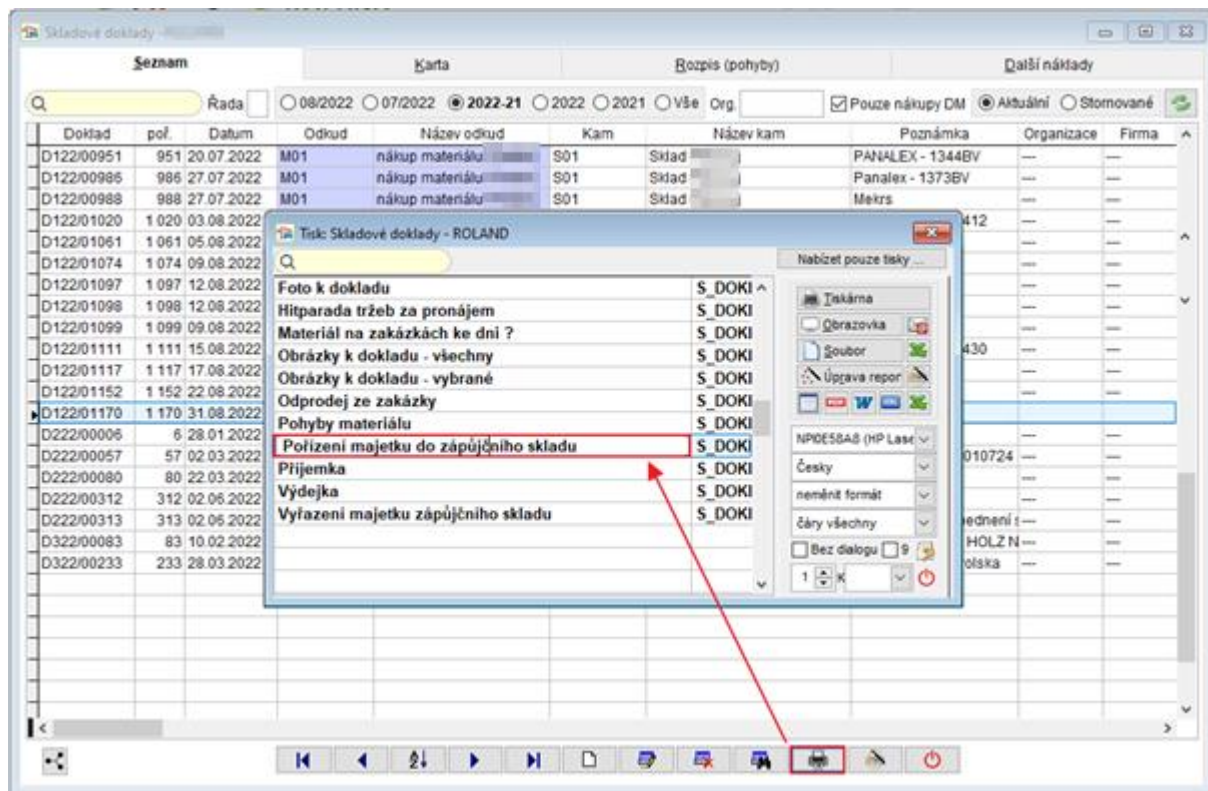 Skladové doklady -
Seznam Karta Rozpis (pohyby) Další náklady
Řada 08/2022 07/2022 2022-21 2022 2021 Vše Org. Pouze nákupy DM Aktuální Stornované
Doklad poř. Datum Odkud Název odkud Kam Název kam Poznámka Organizace Firma
D122/00951 951 20.07.2022 M01 nákup materiálu S01 Sklad PANALEX - 1344BV --- ---
D122/00986 986 27.07.2022 M01 nákup materiálu S01 Sklad Panalex - 1373BV --- ---
D122/00988 988 27.07.2022 M01 nákup materiálu S01 Sklad Mekrs --- ---
D122/01020 1 020 03.08.2022 412 --- ---
D122/01061 1 061 05.08.2022 --- ---
D122/01074 1 074 09.08.2022 --- ---
D122/01097 1 097 12.08.2022 --- ---
D122/01098 1 098 12.08.2022 --- ---
D122/01099 1 099 09.08.2022 --- ---
D122/01111 1 111 15.08.2022 430 --- ---
D122/01117 1 117 17.08.2022 --- ---
D122/01152 1 152 22.08.2022 --- ---
D122/01170 1 170 31.08.2022 --- ---
D222/00006 6 28.01.2022 --- ---
D222/00057 57 02.03.2022 010724 --- ---
D222/00080 80 22.03.2022 --- ---
D222/00312 312 02.06.2022 --- ---
D222/00313 313 02.06.2022 --- ---
D322/00083 83 10.02.2022 HOLZ N --- ---
D322/00233 233 28.03.2022 olska --- ---
Tisk: Skladové doklady - ROLAND
Nabízet pouze tisky ...
Foto k dokladu S_DOKI
Hitparada tržeb za pronájem S_DOKI
Materiál na zakázkách ke dni ? S_DOKI
Obrázky k dokladu - všechny S_DOKI
Obrázky k dokladu - vybrané S_DOKI
Odprodej ze zakázky S_DOKI
Pohyby materiálu S_DOKI
Pořízení majetku do zápůjčního skladu S_DOKI
Příjemka S_DOKI
Výdejka S_DOKI
Vyřazení majetku zápůjčního skladu S_DOKI
Tiskárna
Obrazovka
Soubor
Úprava repor
NPI0E58A8 (HP Lase
Česky
neměnit formát
čáry všechny
Bez dialogu 9
1 K